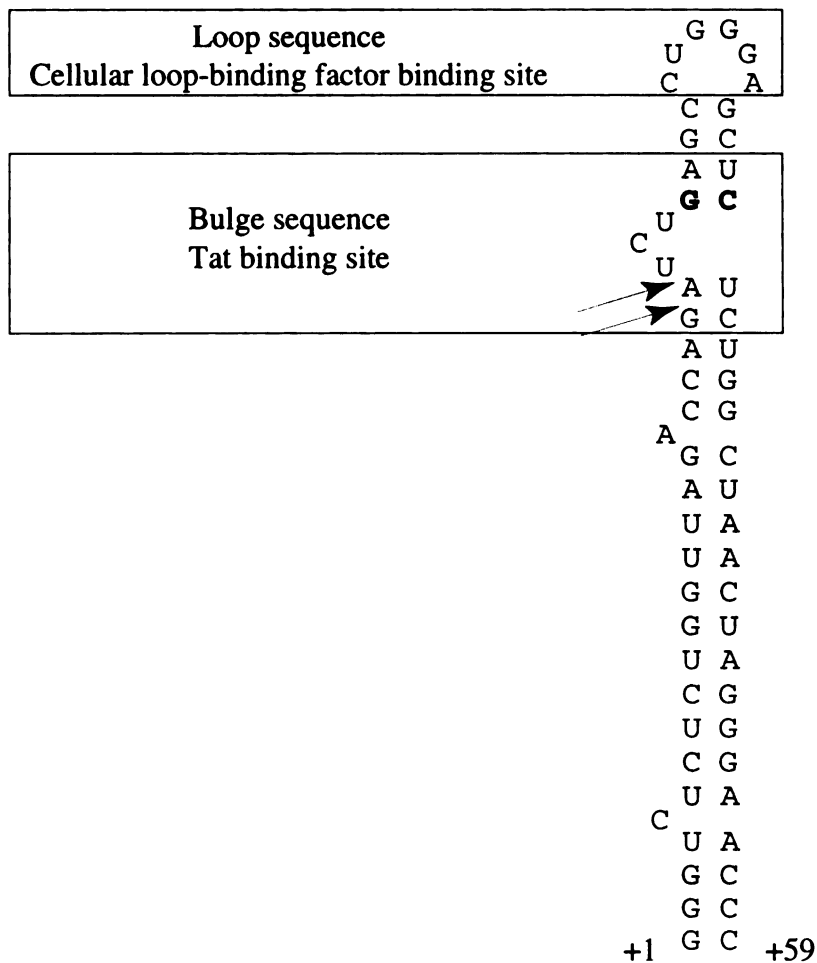 Loop sequence
Cellular loop-binding factor binding site
G G
U G
C A
C G
G C
Bulge sequence
Tat binding site
A U
G C
U
C
U
A U
G C
A U
C G
C G
A
G C
A U
U A
U A
G C
G U
U A
C G
U G
C G
U A
C
U A
G C
G C
+1 G C +59